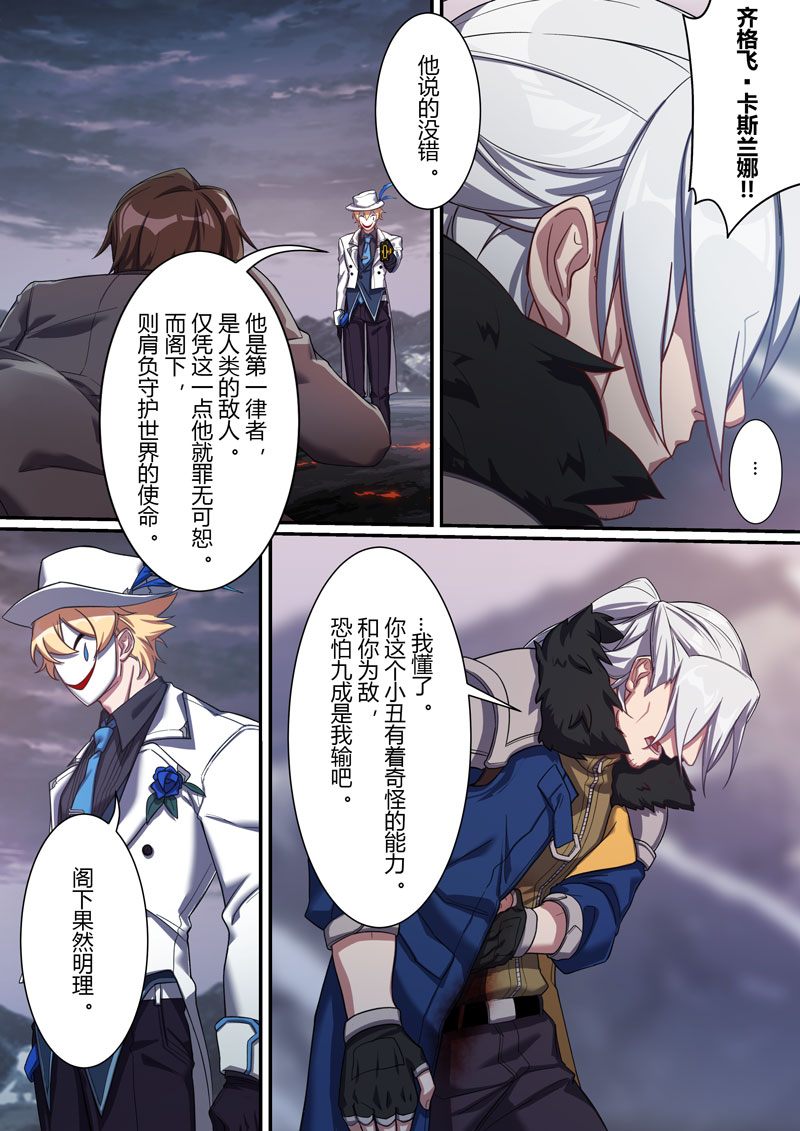 齐格飞·卡斯兰娜!!
…
他说的没错。
他是第一律者，
是人类的敌人。
仅凭这一点他就罪无可恕。
而阁下，
则肩负守护世界的使命。
…我懂了。
你这个小丑有着奇怪的能力。
和你为敌，
恐怕九成是我输吧。
阁下果然明理。